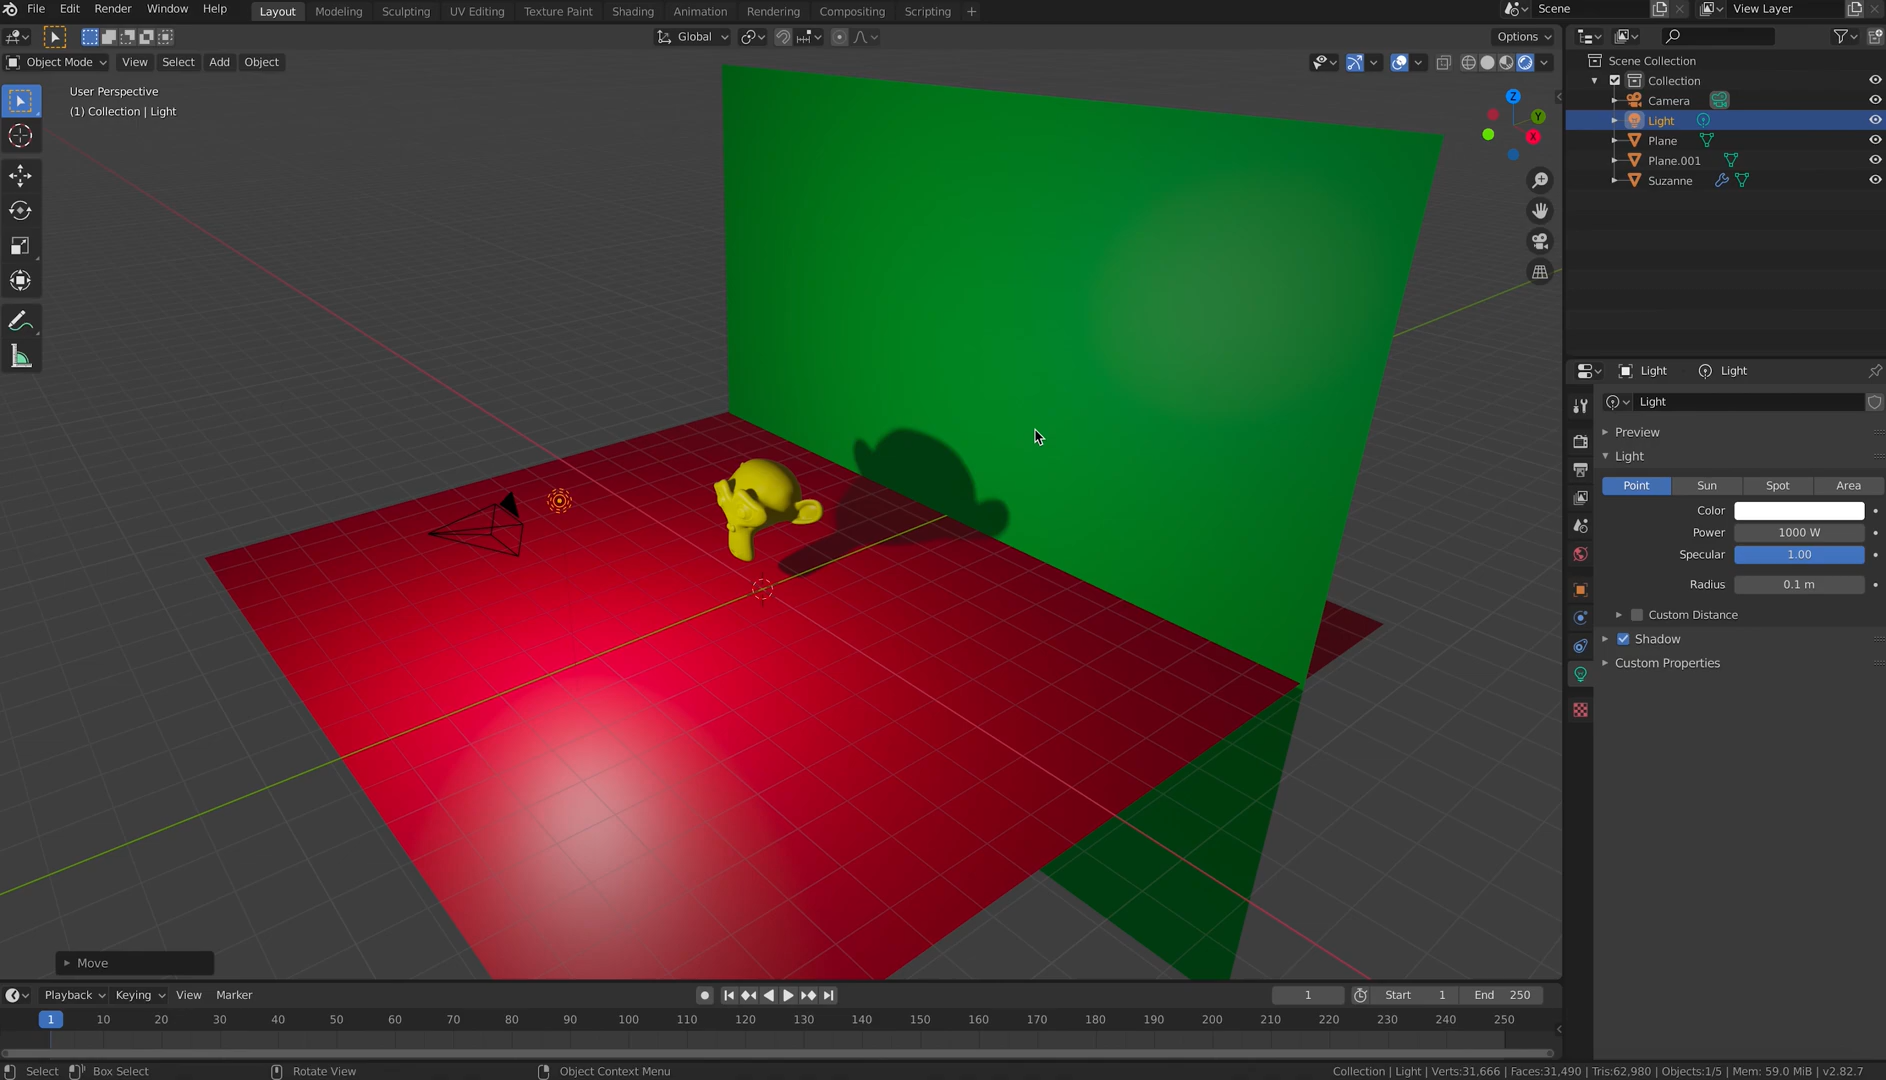 File Edit Render Window Help Layout Modeling Sculpting UV Editing Texture Paint Shading Animation Rendering Compositing Scripting + Scene View Layer
Global Options
Object Mode View Select Add Object
User Perspective
(1) Collection | Light
Z
Y
X
Scene Collection
Collection
Camera
Light
Plane
Plane.001
Suzanne
Light Light
Light
Preview
Light
Point Sun Spot Area
Color
Power 1000 W
Specular 1.00
Radius 0.1 m
Custom Distance
Shadow
Custom Properties
Move
Playback Keying View Marker 1 Start 1 End 250
1 10 20 30 40 50 60 70 80 90 100 110 120 130 140 150 160 170 180 190 200 210 220 230 240 250
Select Box Select Rotate View Object Context Menu Collection | Light | Verts:31,666 | Faces:31,490 | Tris:62,980 | Objects:1/5 | Mem: 59.0 MiB | v2.82.7